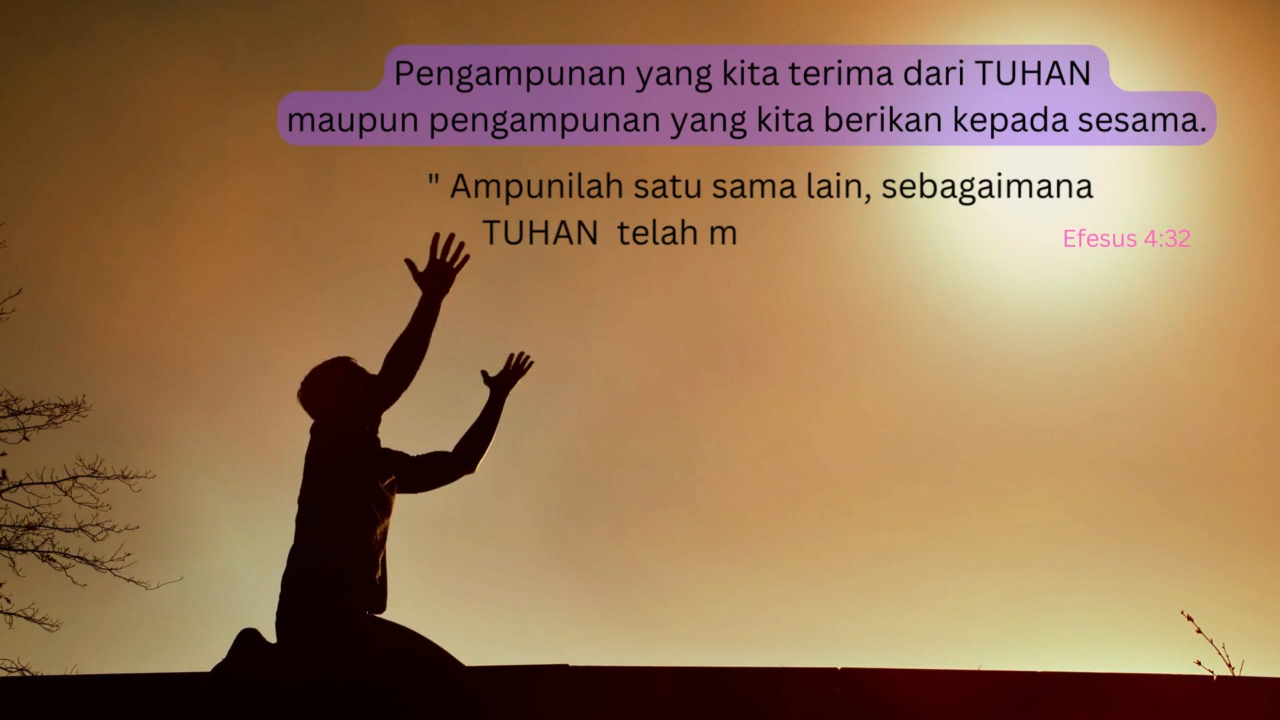 Pengampunan yang kita terima dari TUHAN
maupun pengampunan yang kita berikan kepada sesama.
" Ampunilah satu sama lain, sebagaimana
TUHAN telah m
Efesus 4:32